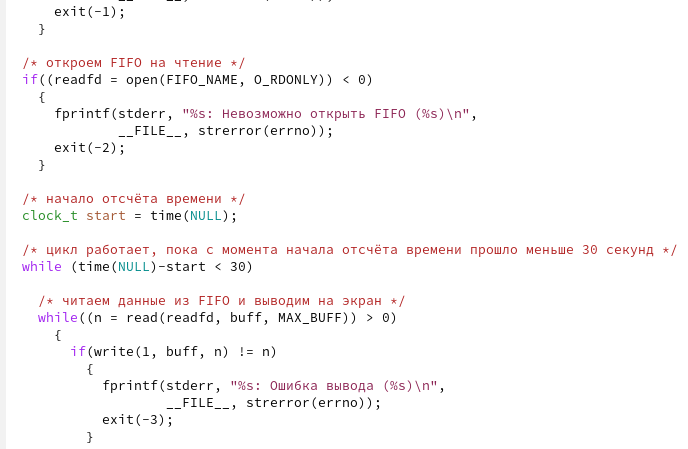 exit(-1);
}
/* откроем FIFO на чтение */
if((readfd = open(FIFO_NAME, O_RDONLY)) < 0)
{
fprintf(stderr, "%s: Невозможно открыть FIFO (%s)\n",
__FILE__, strerror(errno));
exit(-2);
}
/* начало отсчёта времени */
clock_t start = time(NULL);
/* цикл работает, пока с момента начала отсчёта времени прошло меньше 30 секунд */
while (time(NULL)-start < 30)
/* читаем данные из FIFO и выводим на экран */
while((n = read(readfd, buff, MAX_BUFF)) > 0)
{
if(write(1, buff, n) != n)
{
fprintf(stderr, "%s: Ошибка вывода (%s)\n",
__FILE__, strerror(errno));
exit(-3);
}